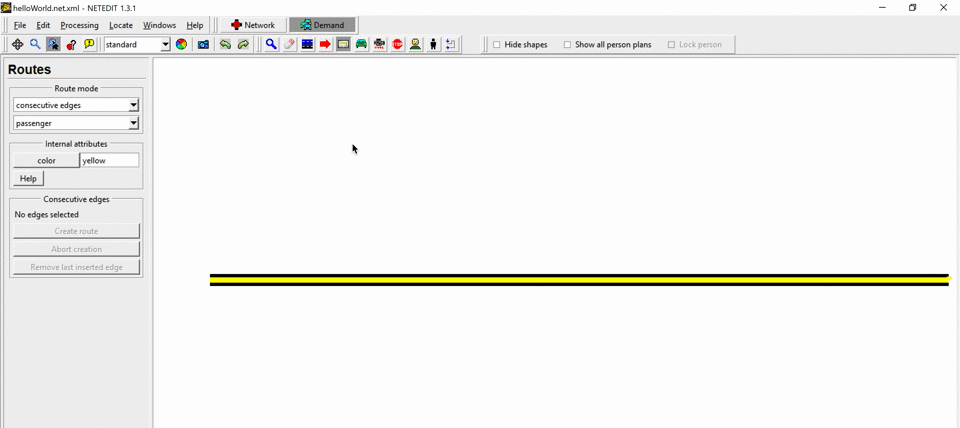 helloWorld.net.xml - NETEDIT 1.3.1
File Edit Processing Locate Windows Help Network Demand
standard Hide shapes Show all person plans Lock person
Routes
Route mode
consecutive edges
passenger
Internal attributes
color yellow
Help
Consecutive edges
No edges selected
Create route
Abort creation
Remove last inserted edge